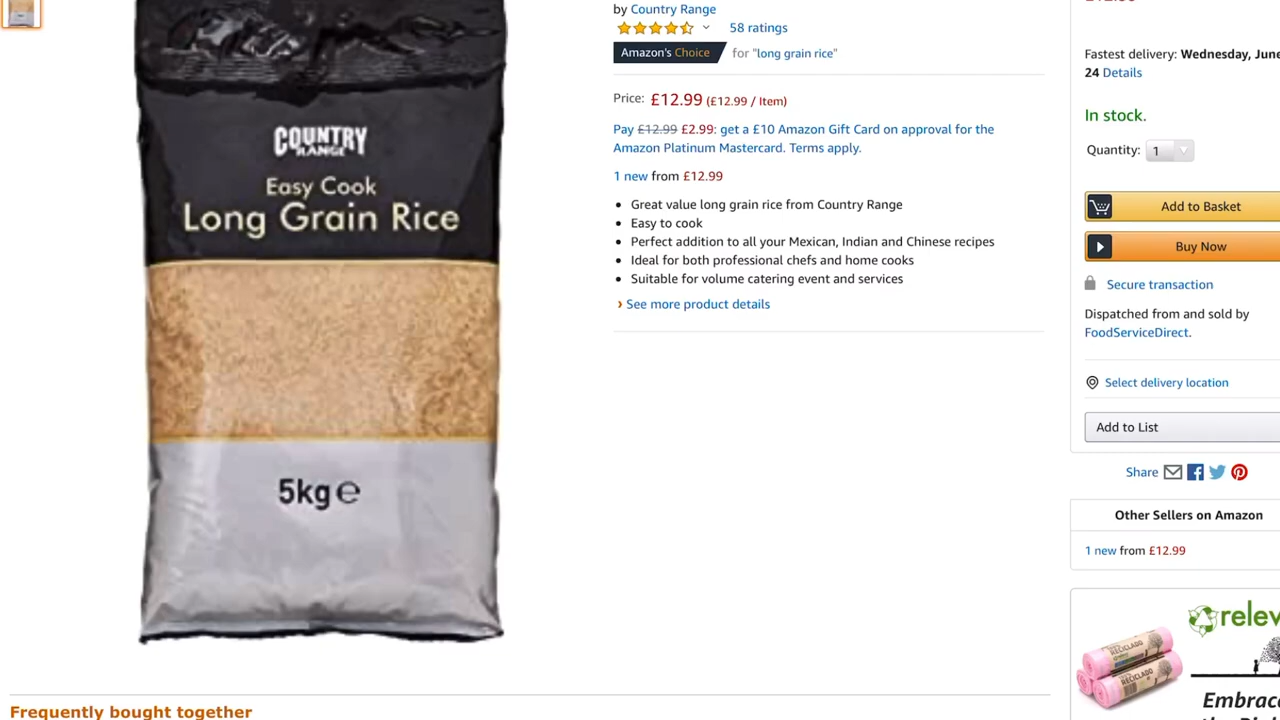 COUNTRY
RANGE
Easy Cook
Long Grain Rice
5kg℮
by Country Range
58 ratings
Amazon's Choice for "long grain rice"
Price: £12.99 (£12.99 / Item)
Pay £12.99 £2.99: get a £10 Amazon Gift Card on approval for the
Amazon Platinum Mastercard. Terms apply.
1 new from £12.99
Great value long grain rice from Country Range
Easy to cook
Perfect addition to all your Mexican, Indian and Chinese recipes
Ideal for both professional chefs and home cooks
Suitable for volume catering event and services
› See more product details
Fastest delivery: Wednesday, June
24 Details
In stock.
Quantity: 1
Add to Basket
Buy Now
Secure transaction
Dispatched from and sold by
FoodServiceDirect.
Select delivery location
Add to List
Share
Other Sellers on Amazon
1 new from £12.99
relev
RECICLADO
RECICLADO
Embrace
Frequently bought together